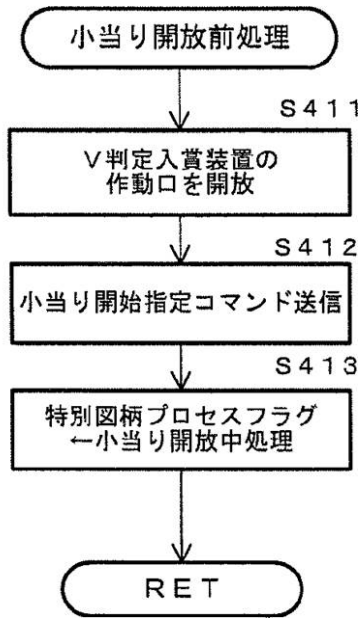 小当り開放前処理
S411
V判定入賞装置の
作動口を開放
S412
小当り開始指定コマンド送信
S413
特別図柄プロセスフラグ
←小当り開放中処理
RET